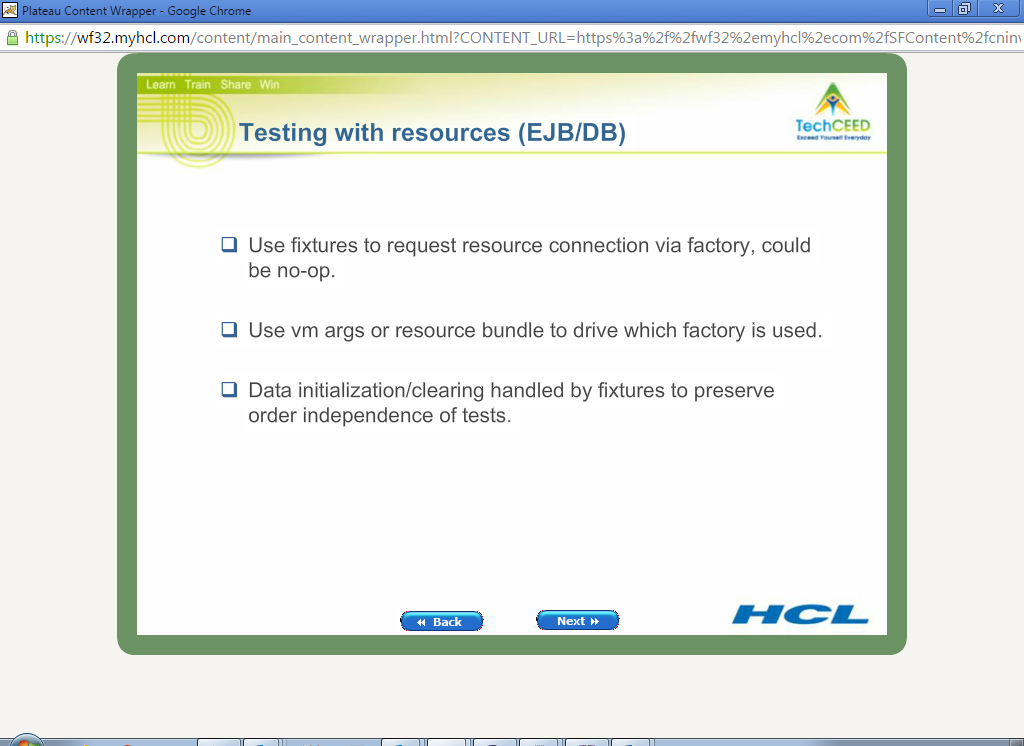 Plateau Content Wrapper - Google Chrome
https://wf32.myhcl.com/content/main_content_wrapper.html?CONTENT_URL=https%3a%2f%2fwf32%2emyhcl%2ecom%2fSFContent%2fcninv
Learn Train Share Win
TechCEED
Exceed Yourself Everyday
Testing with resources (EJB/DB)
Use fixtures to request resource connection via factory, could
be no-op.
Use vm args or resource bundle to drive which factory is used.
Data initialization/clearing handled by fixtures to preserve
order independence of tests.
Back Next
HCL